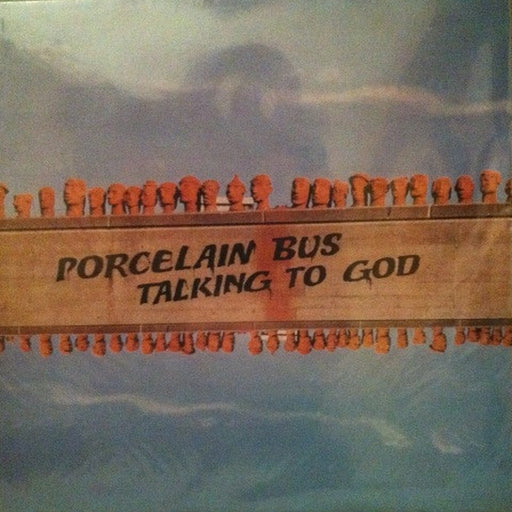 PORCELAIN BUS
TALKING TO GOD